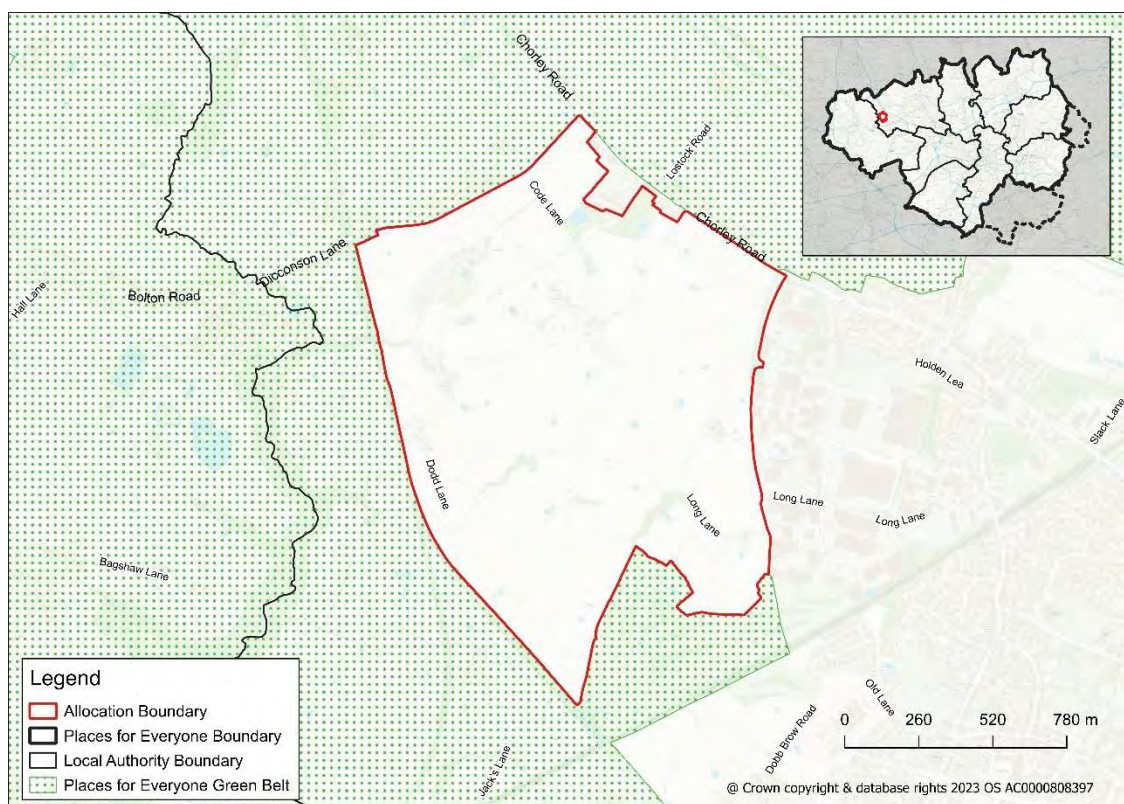 Chorley Road
Lostock Road
Code Lane
Chorley Road
Dicconson Lane
Bolton Road
Hall Lane
Holden Lea
Slack Lane
Dodd Lane
Long Lane
Long Lane
Long Lane
Bagshaw Lane
Old Lane
Dobb Brow Road
Jack's Lane
Legend
Allocation Boundary
Places for Everyone Boundary
Local Authority Boundary
Places for Everyone Green Belt
0 260 520 780 m
@ Crown copyright & database rights 2023 OS AC0000808397